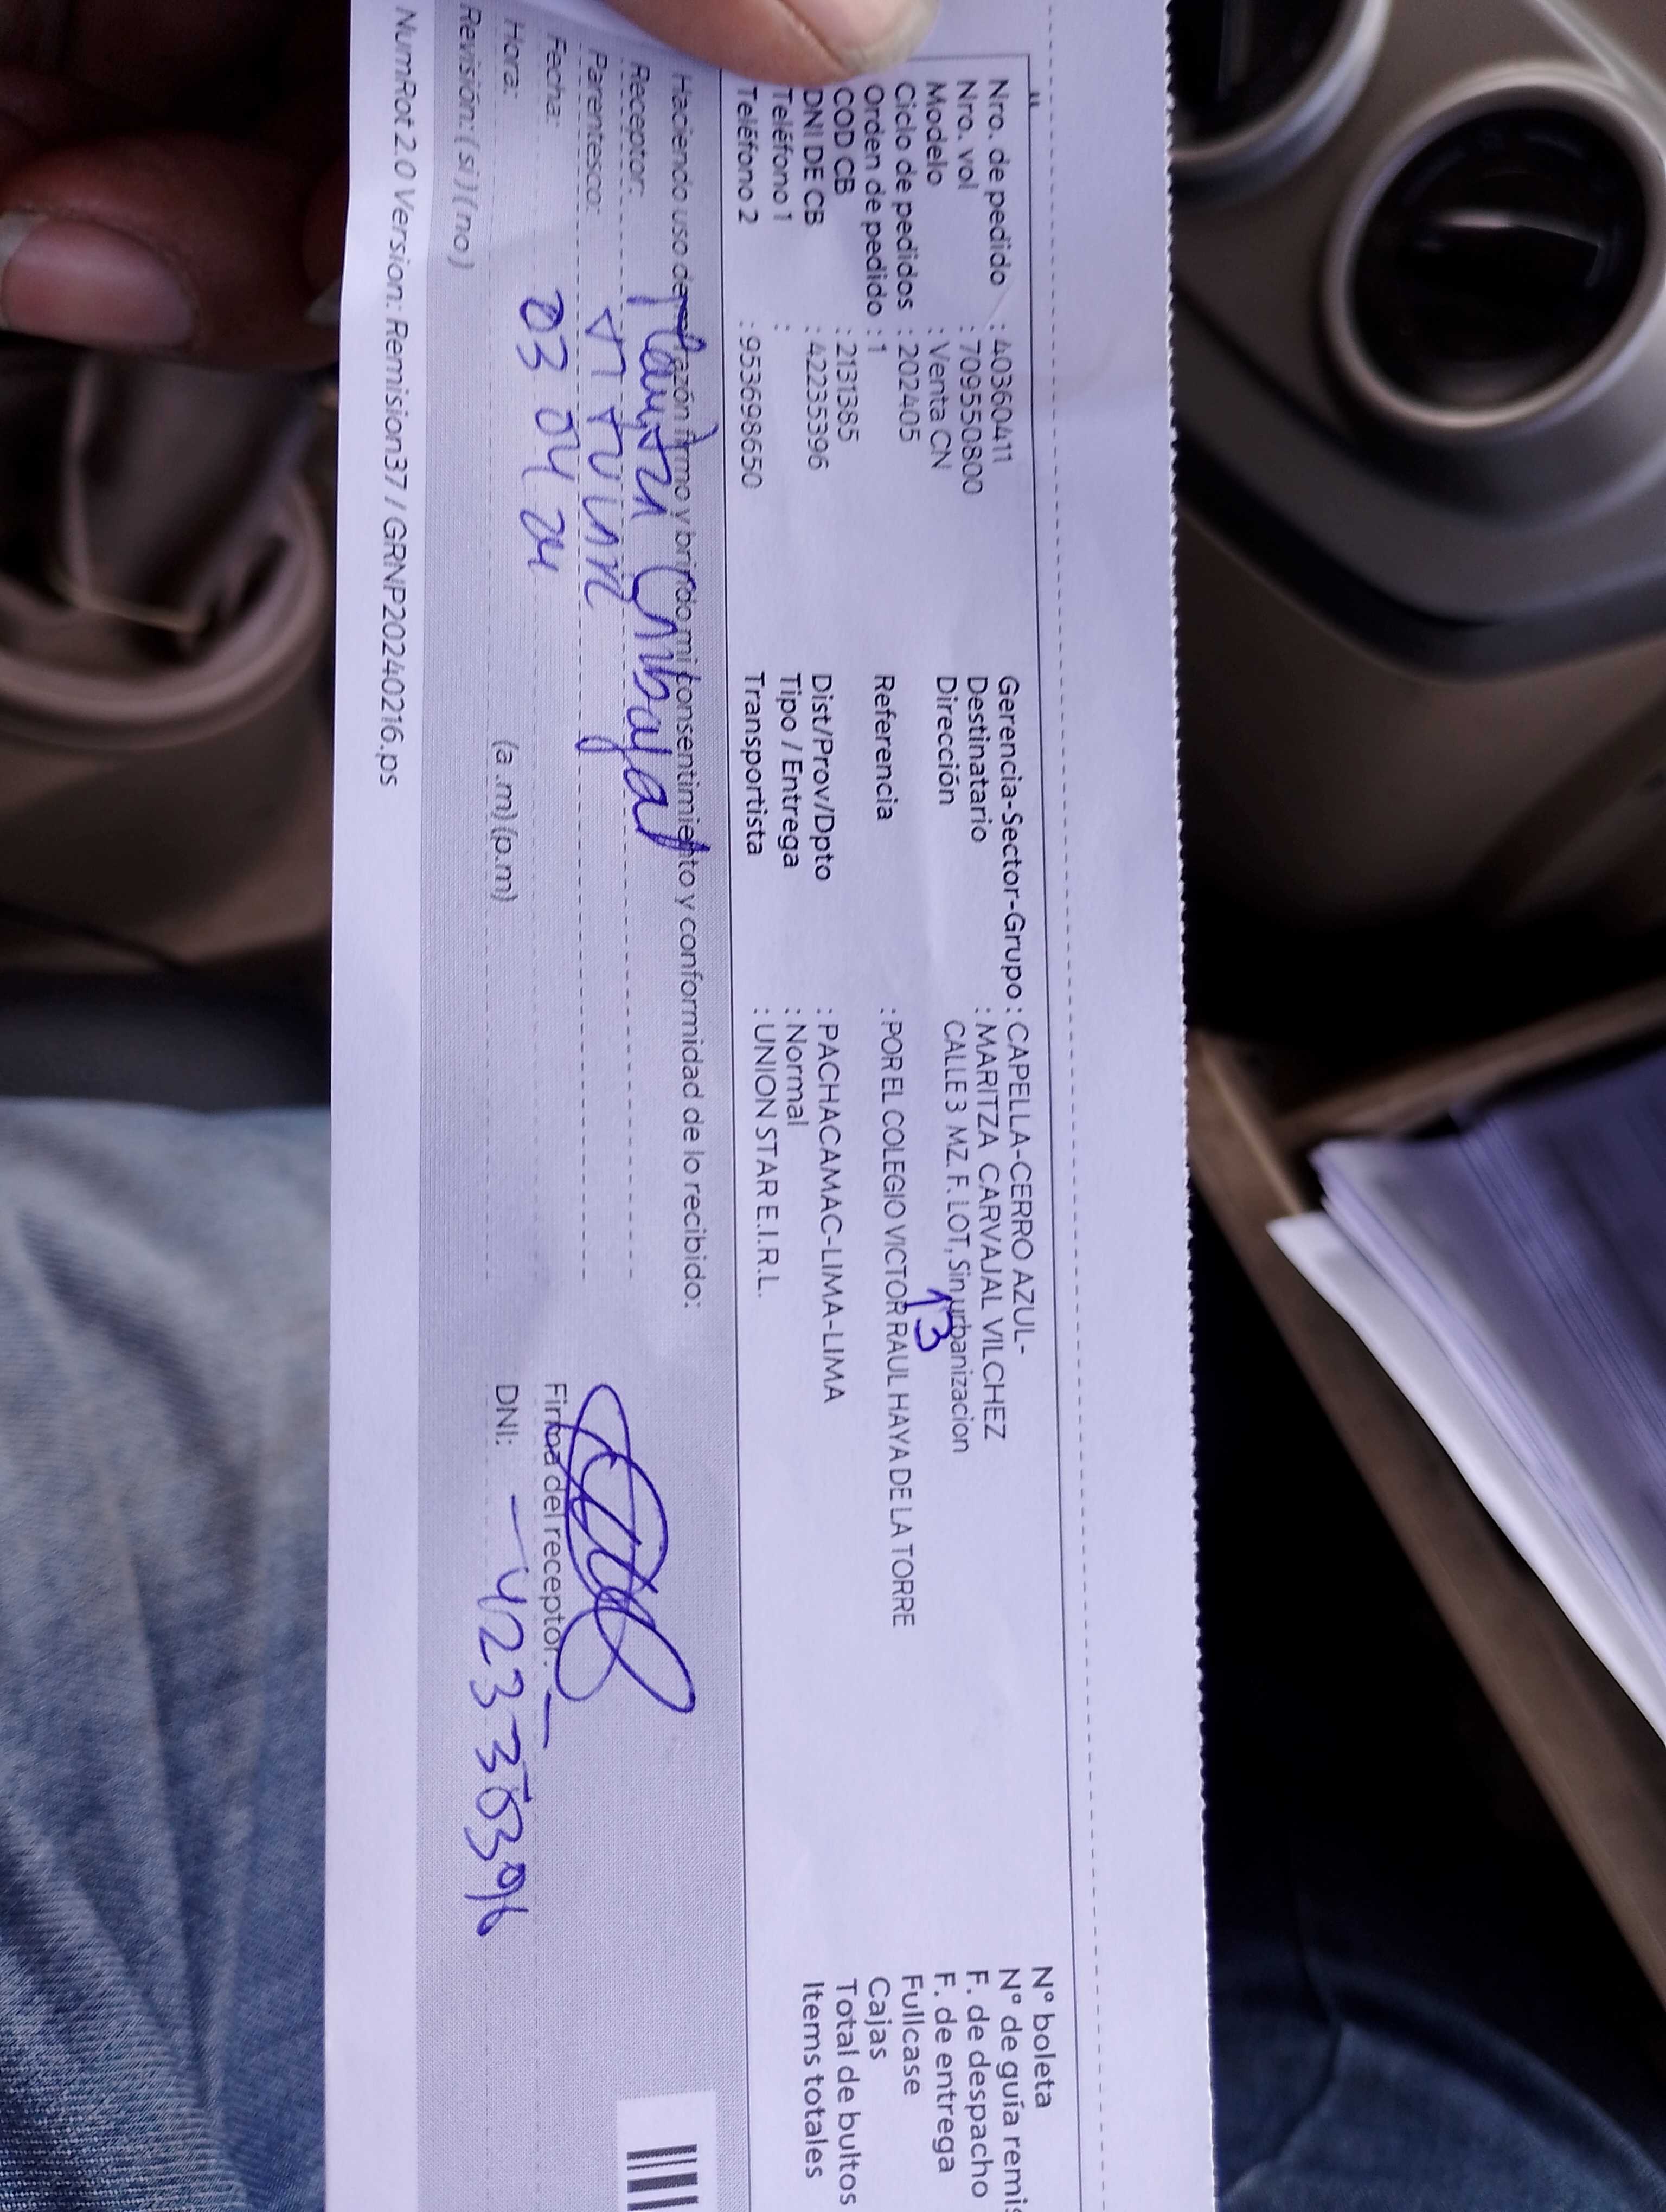 Nro. de pedido : 40360411
Nro. vol : 7095550800
Modelo : Venta CN
Ciclo de pedidos : 202405
Orden de pedido : 1
COD CB : 2131385
DNI DE CB : 42235396
Teléfono 1 :
Teléfono 2 : 953698650
Gerencia-Sector-Grupo : CAPELLA-CERRO AZUL-
Destinatario : MARITZA CARVAJAL VILCHEZ
Dirección CALLE 3 MZ. F. LOT, Sin urbanizacion
13
Referencia : POR EL COLEGIO VICTOR RAUL HAYA DE LA TORRE
Dist/Prov/Dpto : PACHACAMAC-LIMA-LIMA
Tipo / Entrega : Normal
Transportista : UNION STAR E.I.R.L.
N° boleta
N° de guía remis
F. de despacho
F. de entrega
Fullcase
Cajas
Total de bultos
Items totales
Haciendo uso de mi razón firmo y brindo mi consentimiento y conformidad de lo recibido:
Receptor:
Parentesco:
Fecha: 03 04 24
Hora: (a .m) (p.m)
Revisión: ( si ) ( no )
Firma del receptor:
DNI:
NumRot 2.0 Version: Remision37 / GRNP20240216.ps